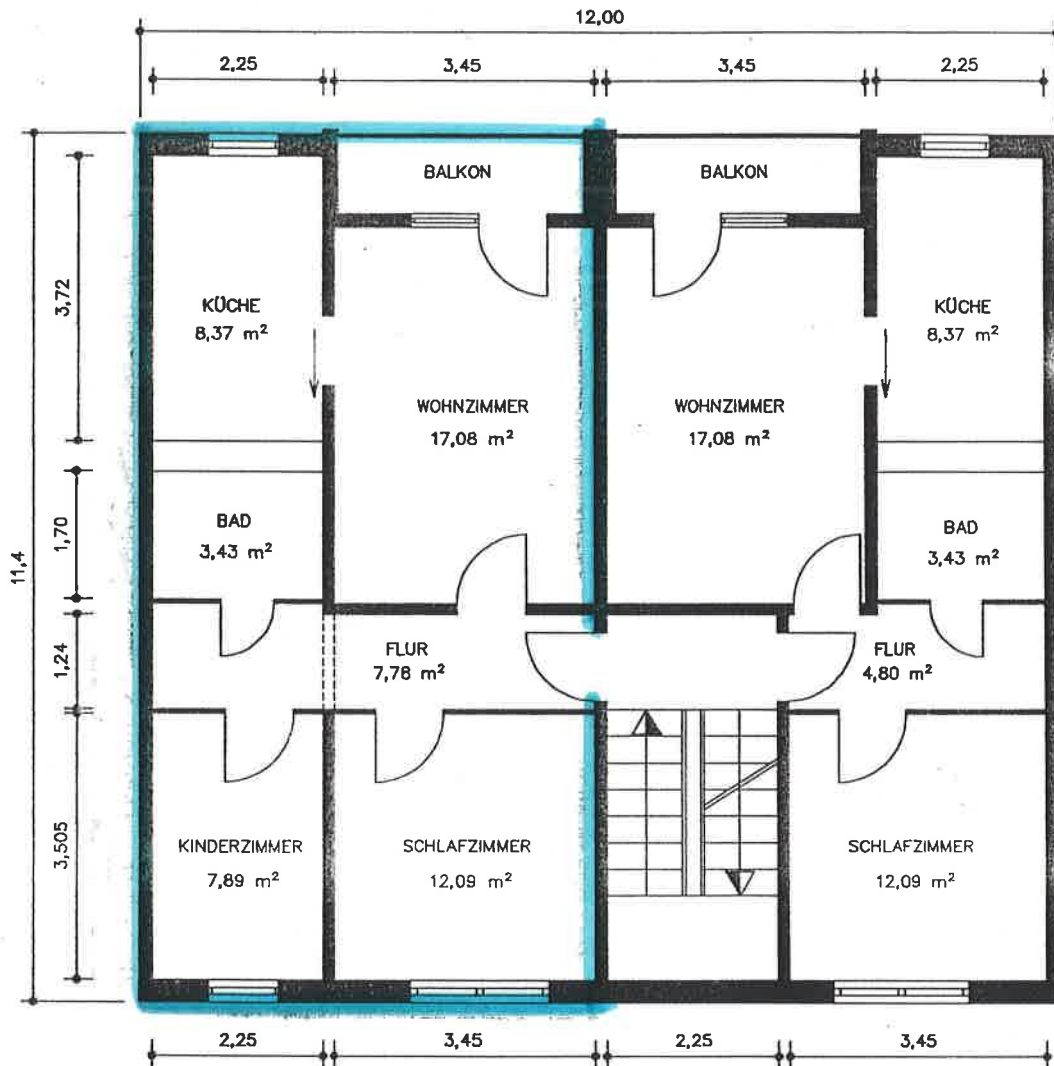 12,00
2,25 3,45 3,45 2,25
BALKON BALKON
KÜCHE
8,37 m²
KÜCHE
8,37 m²
3,72
WOHNZIMMER
17,08 m²
WOHNZIMMER
17,08 m²
BAD
3,43 m²
BAD
3,43 m²
1,70
11,4
FLUR
7,78 m²
FLUR
4,80 m²
1,24
KINDERZIMMER
7,89 m²
SCHLAFZIMMER
12,09 m²
SCHLAFZIMMER
12,09 m²
3,505
2,25 3,45 2,25 3,45